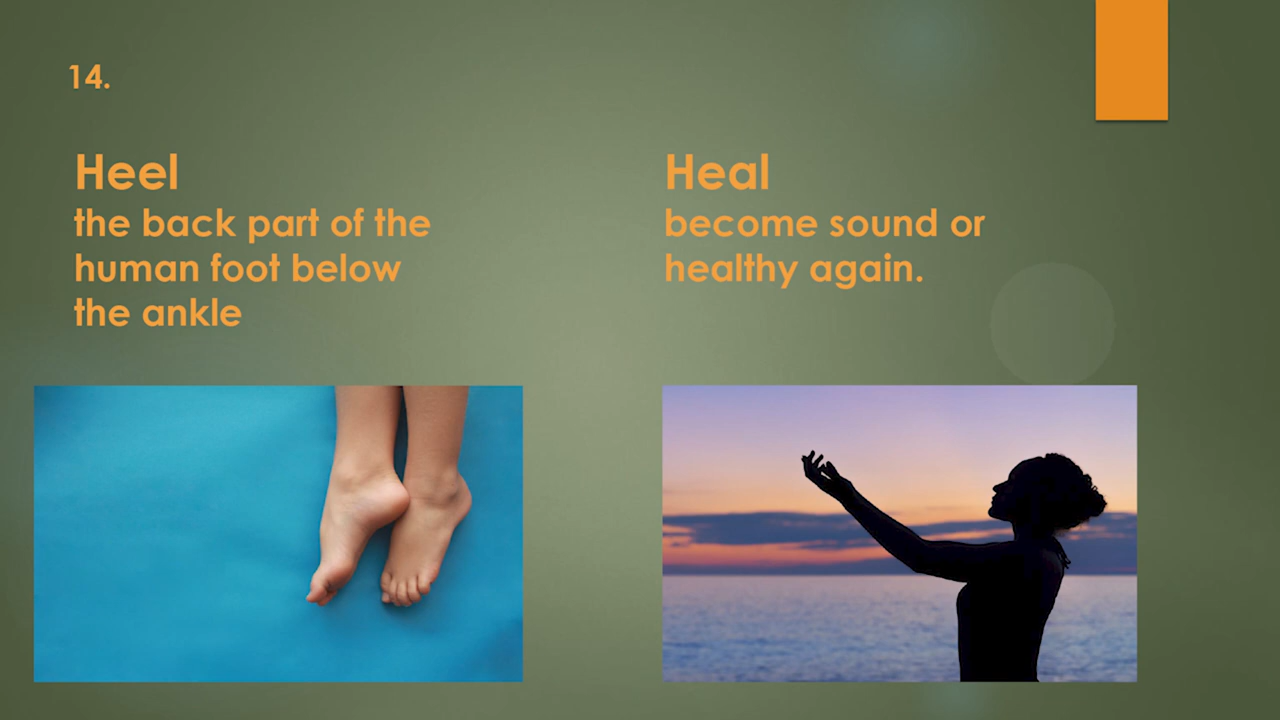 14.
Heel
the back part of the
human foot below
the ankle
Heal
become sound or
healthy again.